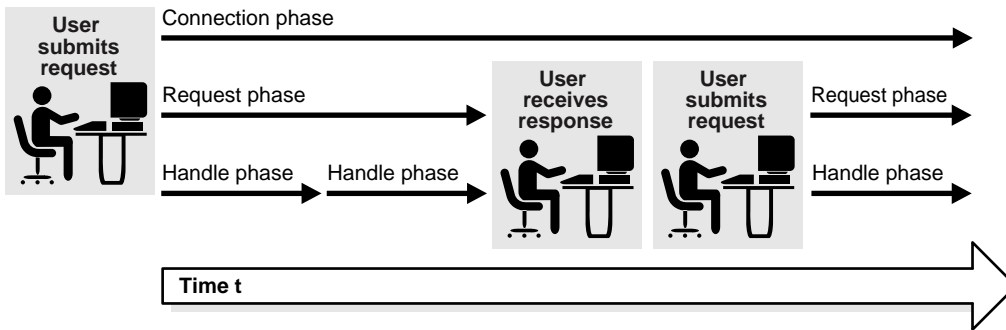 User
submits
request
Connection phase
Request phase
Handle phase
Handle phase
User
receives
response
User
submits
request
Request phase
Handle phase
Time t